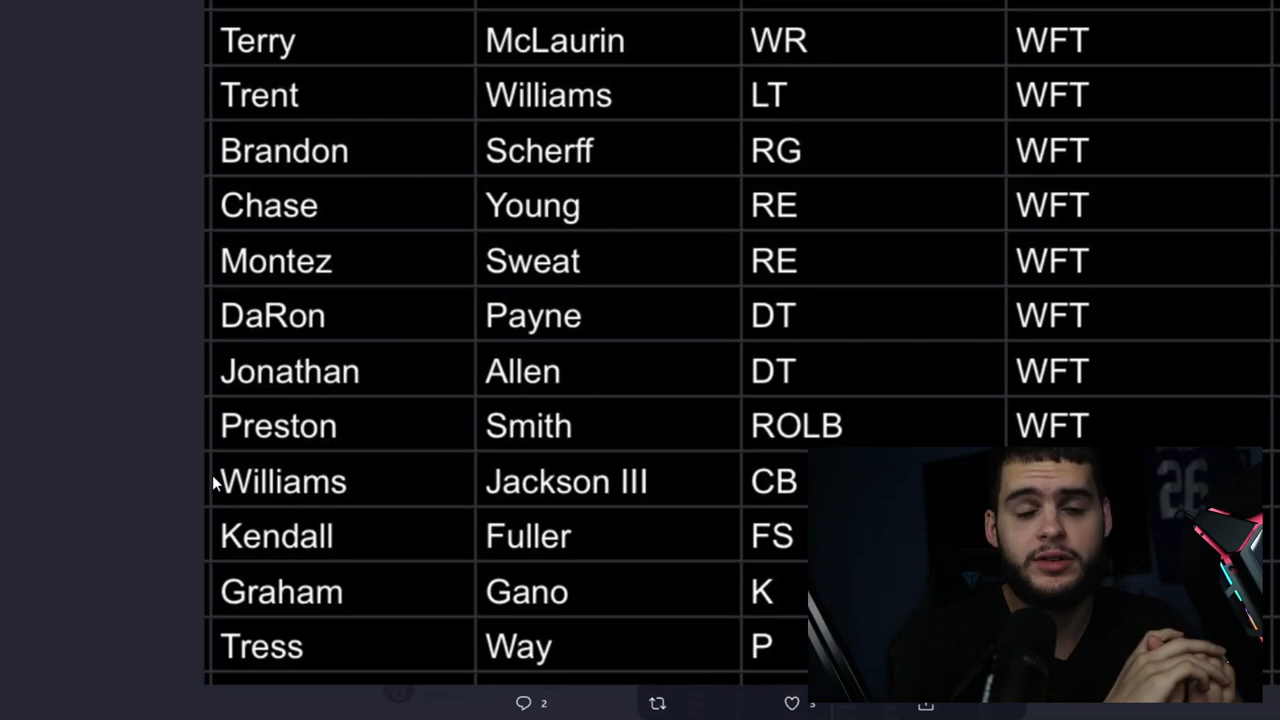 Terry McLaurin WR WFT
Trent Williams LT WFT
Brandon Scherff RG WFT
Chase Young RE WFT
Montez Sweat RE WFT
DaRon Payne DT WFT
Jonathan Allen DT WFT
Preston Smith ROLB WFT
Williams Jackson III CB
Kendall Fuller FS
Graham Gano K
Tress Way P
26
2